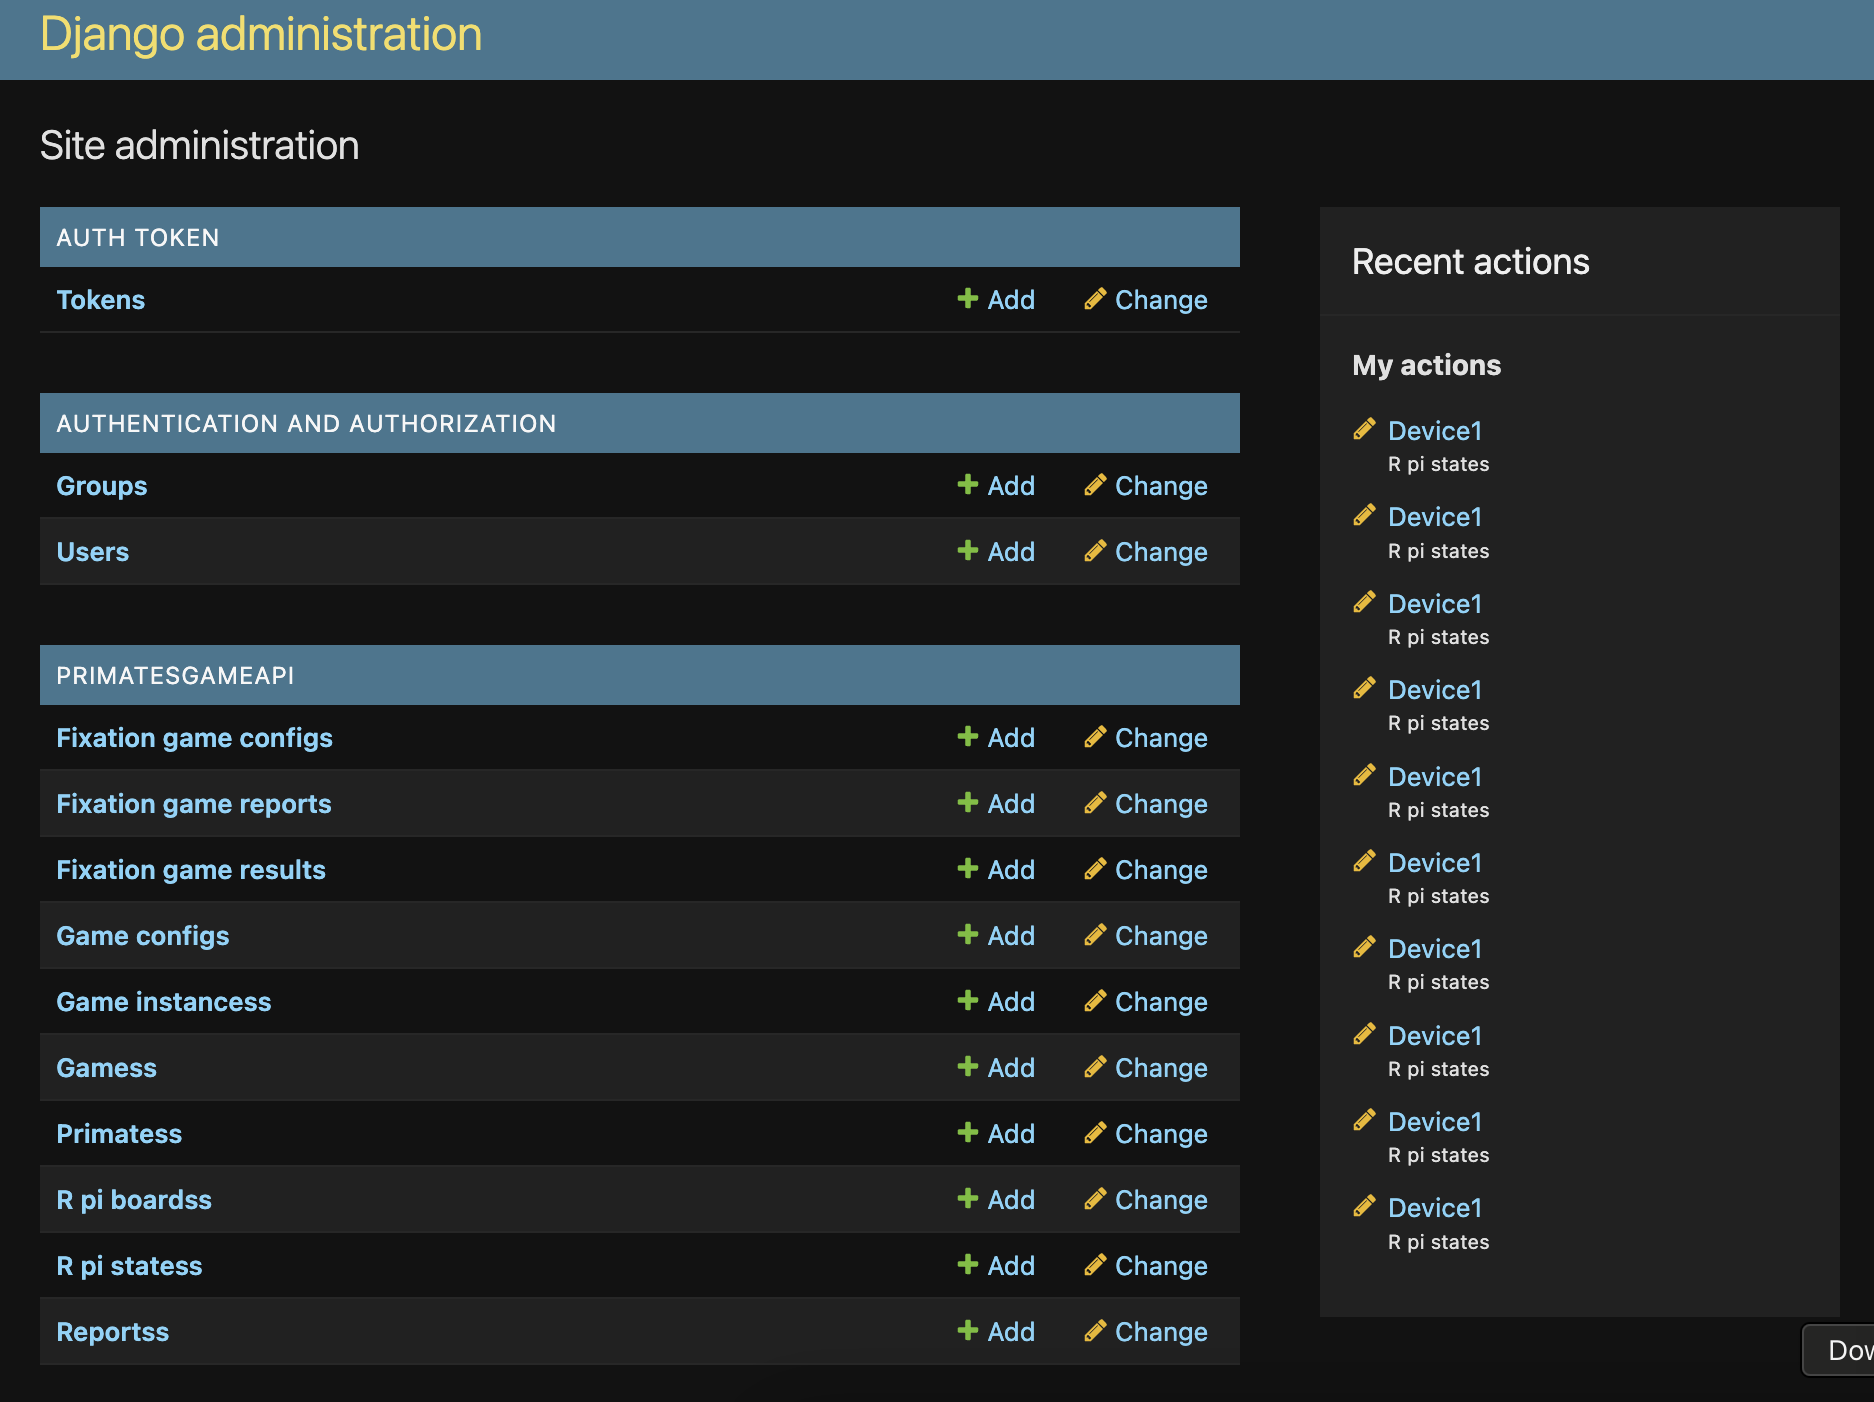 Django administration
Site administration
AUTH TOKEN
Tokens Add Change
AUTHENTICATION AND AUTHORIZATION
Groups Add Change
Users Add Change
PRIMATESGAMEAPI
Fixation game configs Add Change
Fixation game reports Add Change
Fixation game results Add Change
Game configs Add Change
Game instancess Add Change
Gamess Add Change
Primatess Add Change
R pi boardss Add Change
R pi statess Add Change
Reportss Add Change
Recent actions
My actions
Device1
R pi states
Device1
R pi states
Device1
R pi states
Device1
R pi states
Device1
R pi states
Device1
R pi states
Device1
R pi states
Device1
R pi states
Device1
R pi states
Device1
R pi states